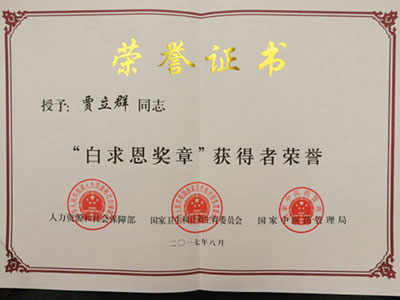 荣誉证书
授予：贾立群 同志
“白求恩奖章”获得者荣誉
人力资源和社会保障部 国家卫生和计划生育委员会 国家中医药管理局
二〇一七年八月